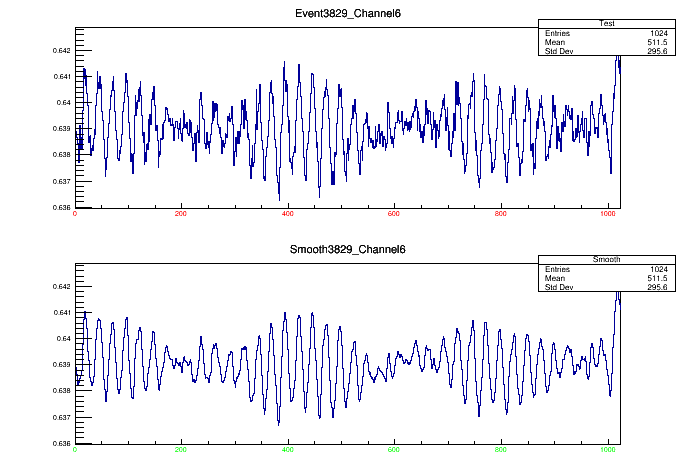 Event3829_Channel6
Test
Entries 1024
Mean 511.5
Std Dev 295.6
0.642
0.641
0.64
0.639
0.638
0.637
0.636
0 200 400 600 800 1000
Smooth3829_Channel6
Smooth
Entries 1024
Mean 511.5
Std Dev 295.6
0.642
0.641
0.64
0.639
0.638
0.637
0.636
0 200 400 600 800 1000